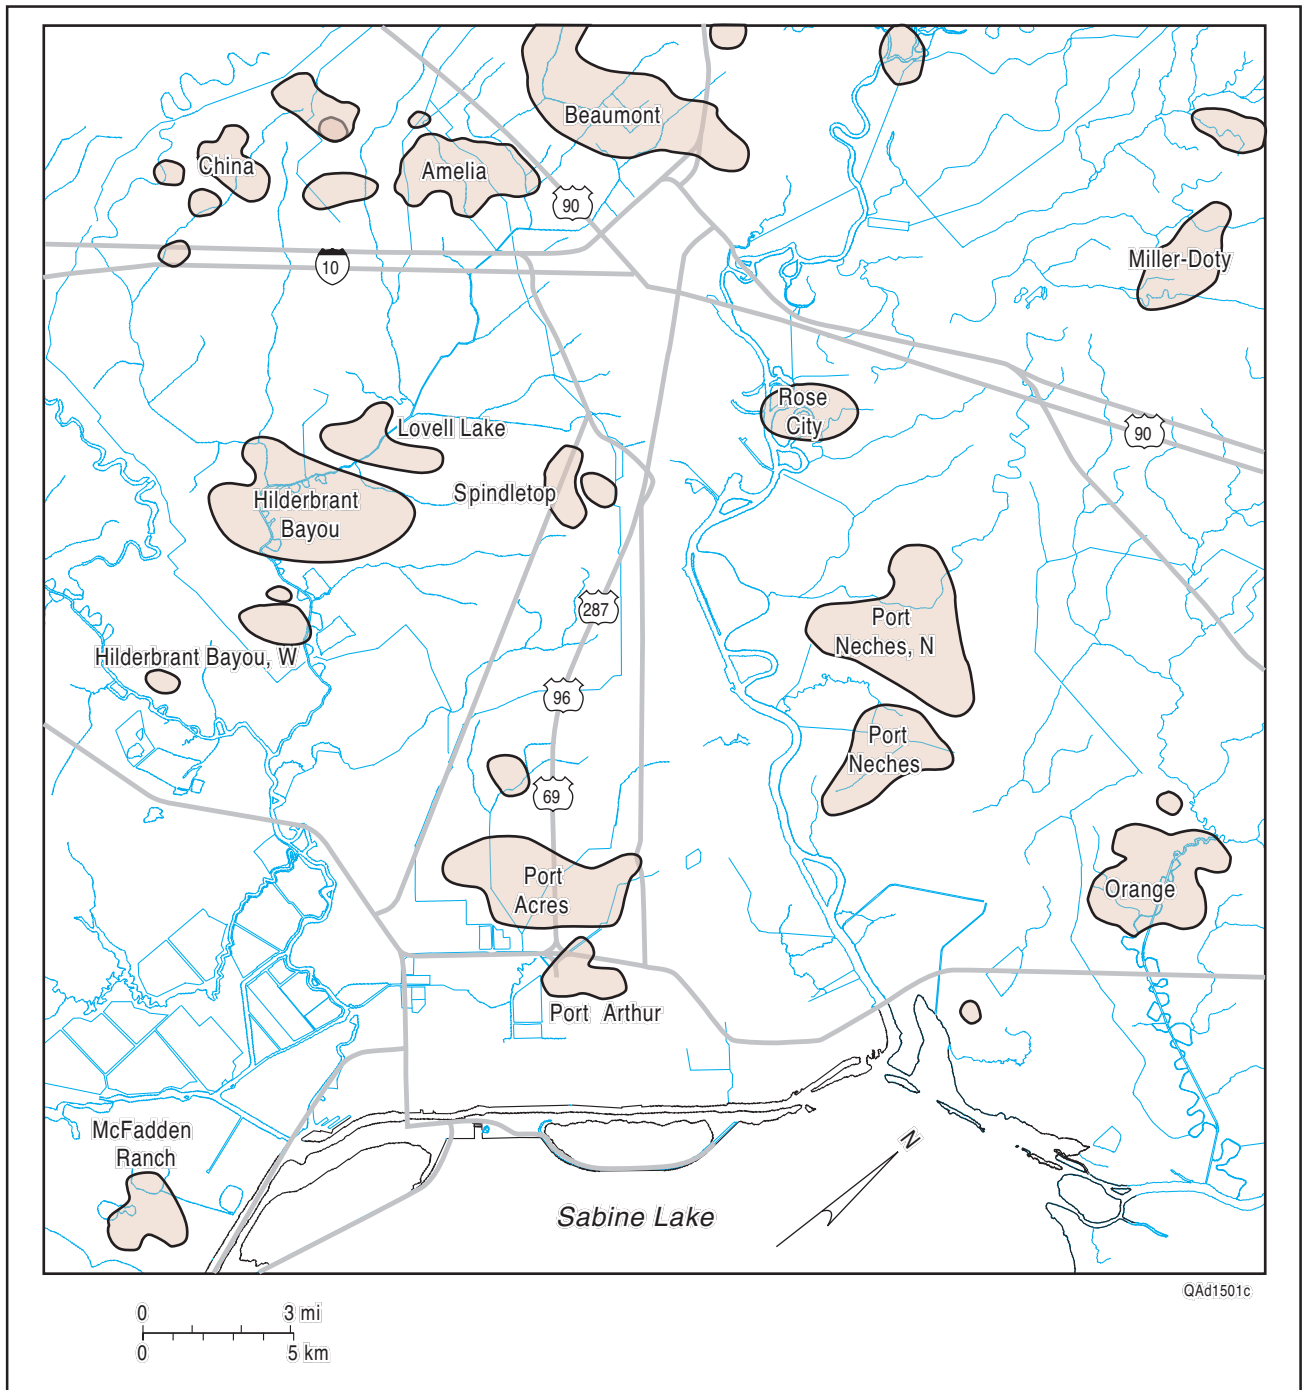 Beaumont
China
Amelia
90
Miller-Doty
10
Rose
City
Lovell Lake
90
Spindletop
Hilderbrant
Bayou
287
Port
Neches, N
Hilderbrant Bayou, W
96
Port
Neches
69
Port
Acres
Orange
Port Arthur
McFadden
Ranch
N
Sabine Lake
QAd1501c
0 3 mi
0 5 km